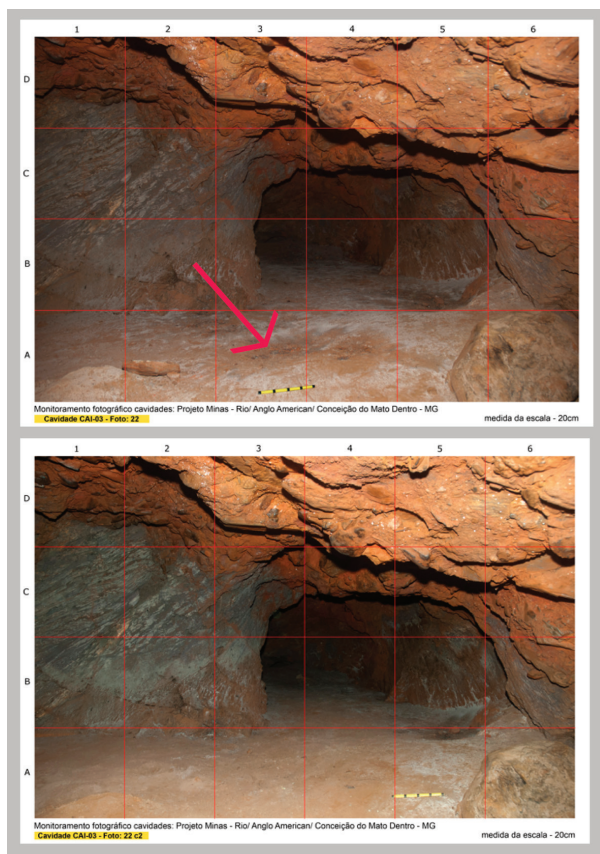 1 2 3 4 5 6
D
C
B
A
Monitoramento fotográfico cavidades: Projeto Minas - Rio/ Anglo American/ Conceição do Mato Dentro - MG
Cavidade CAI-03 - Foto: 22
medida da escala - 20cm
1 2 3 4 5 6
D
C
B
A
Monitoramento fotográfico cavidades: Projeto Minas - Rio/ Anglo American/ Conceição do Mato Dentro - MG
Cavidade CAI-03 - Foto: 22 c2
medida da escala - 20cm